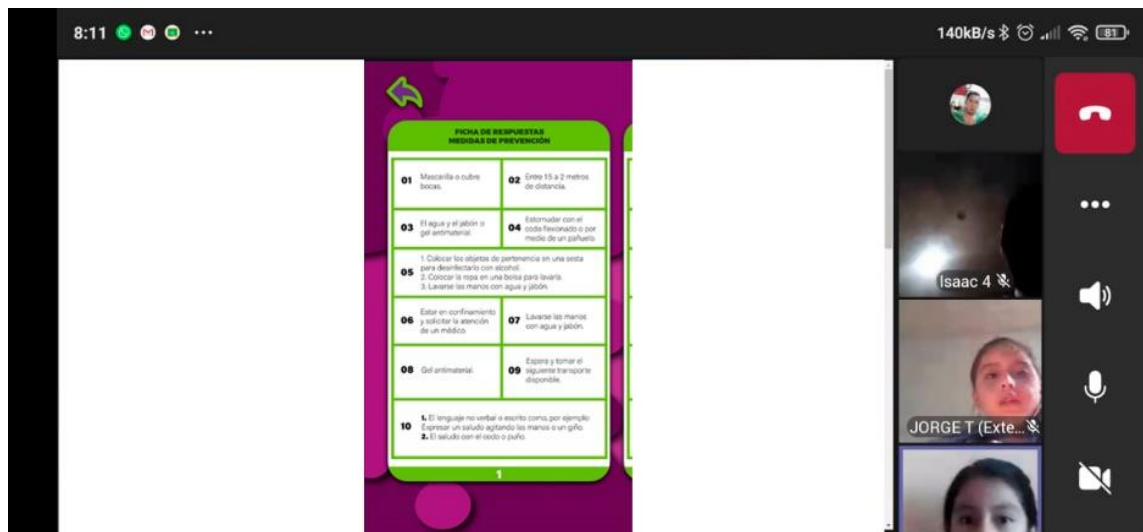 8:11
140kB/s
81
FICHA DE RESPUESTAS
MEDIDAS DE PREVENCIÓN
01 Mascarilla o cubre
bocas.
02 Entre 15 a 2 metros
de distancia.
03 El agua y el jabón o
gel antimaterial.
04 Estornudar con el
codo flexionado o por
medio de un pañuelo
05 1. Colocar los objetos de pertenencia en una sesta
para desinfectarlo con alcohol.
2. Colocar la ropa en una bolsa para lavarla.
3. Lavarse las manos con agua y jabón.
06 Estar en confinamiento
y solicitar la atención
de un médico.
07 Lavarse las manos
con agua y jabón.
08 Gel antimaterial.
09 Espera y tomar el
siguiente transporte
disponible.
10 1. El lenguaje no verbal o escrito como, por ejemplo:
Expresar un saludo agitando las manos o un giño.
2. El saludo con el codo o puño.
1
Isaac 4
JORGE T (Exte...